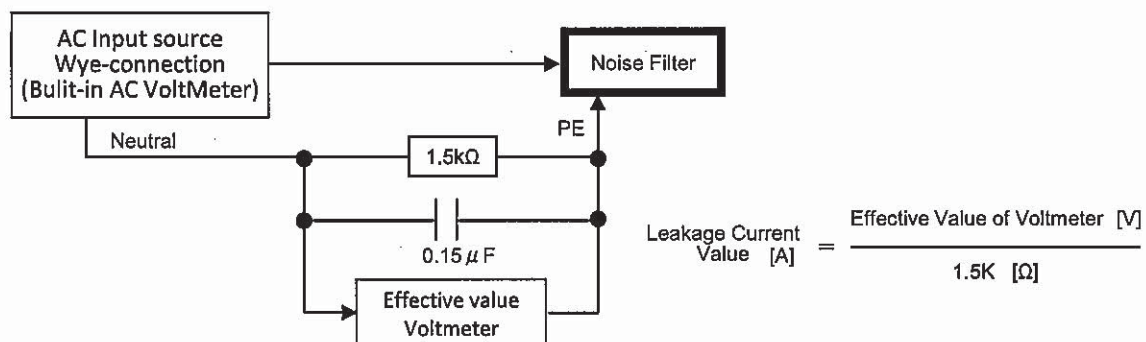 AC Input source
Wye-connection
(Bulit-in AC VoltMeter)
Noise Filter
Neutral
PE
1.5kΩ
0.15 μ F
Effective value
Voltmeter
Leakage Current
Value [A]
=
Effective Value of Voltmeter [V]
1.5K [Ω]